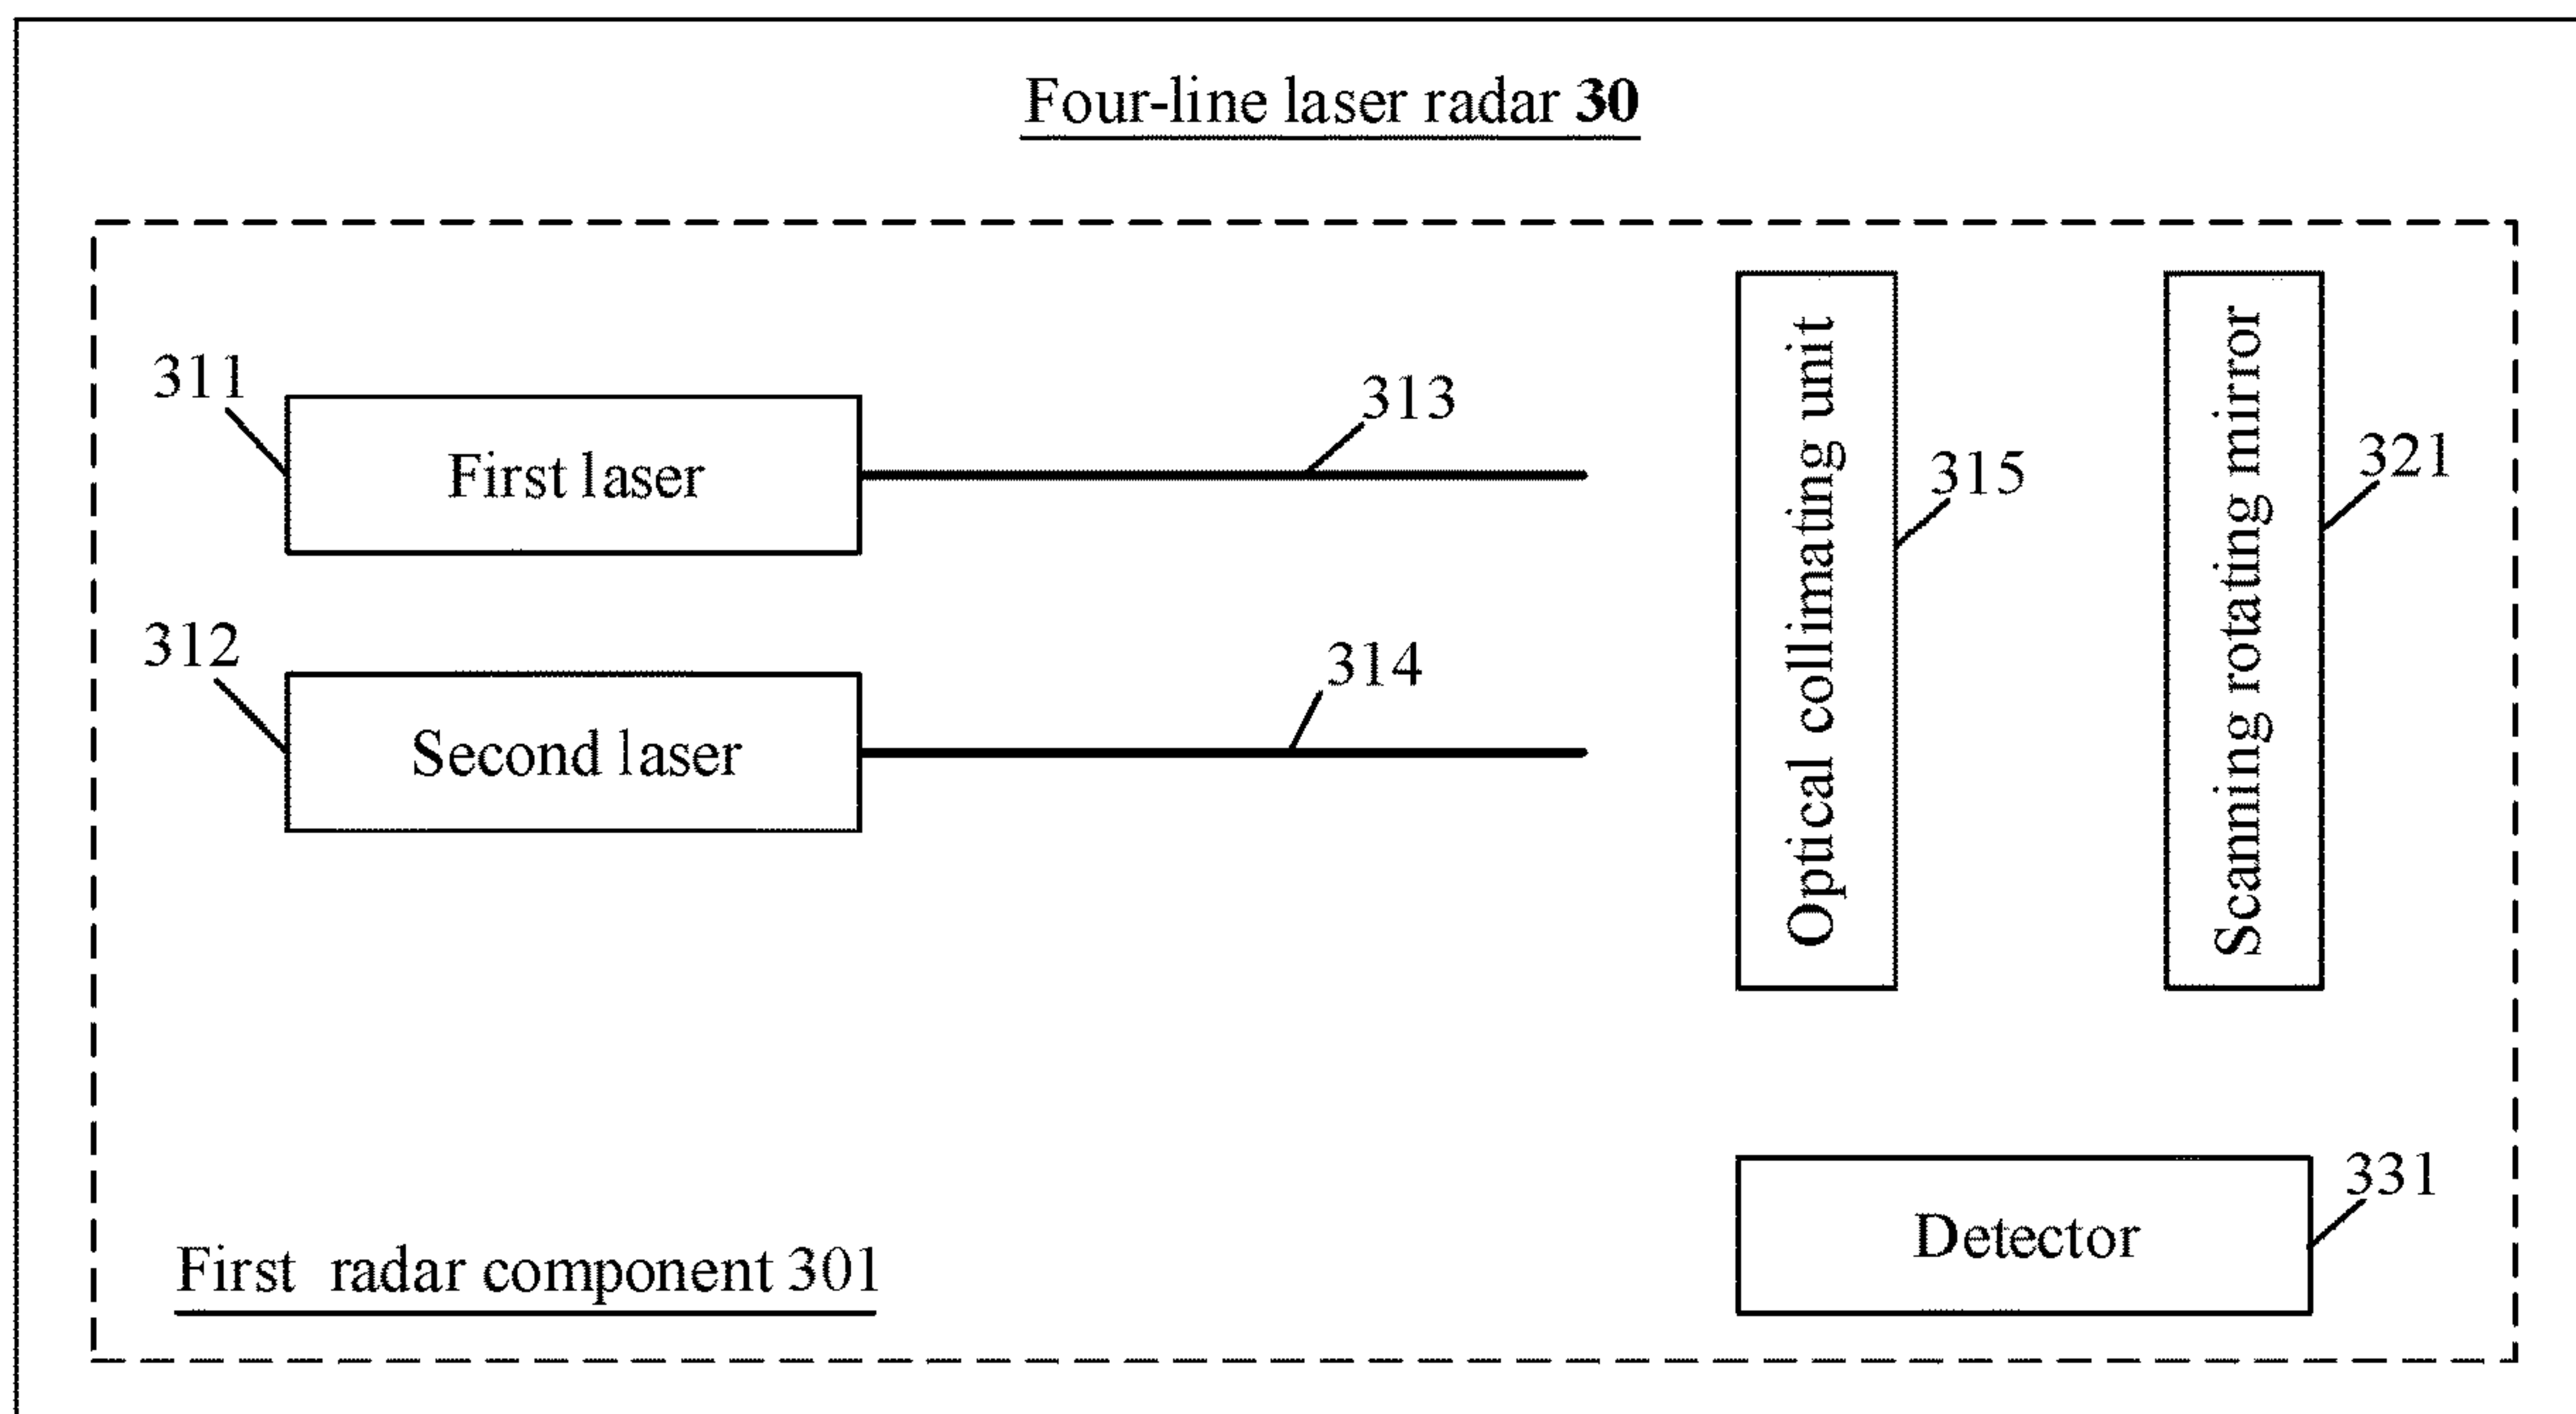 Four-line laser radar 30
311
First laser
313
312
Second laser
314
Optical collimating unit
315
Scanning rotating mirror
321
Detector
331
First radar component 301